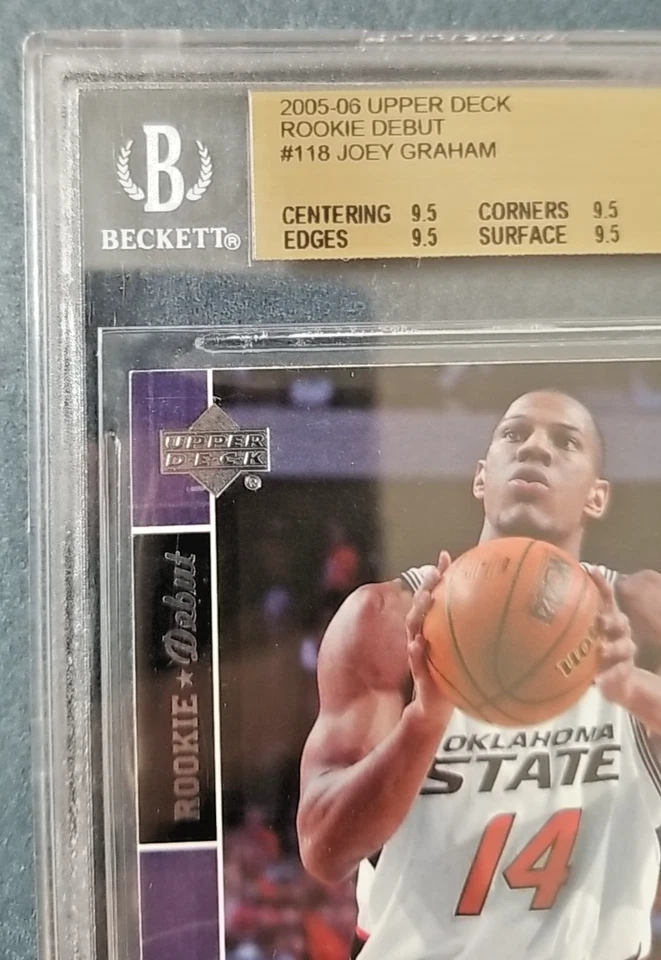 2005-06 UPPER DECK
ROOKIE DEBUT
#118 JOEY GRAHAM
B
BECKETT®
CENTERING 9.5 CORNERS 9.5
EDGES 9.5 SURFACE 9.5
UPPER
DECK
®
ROOKIE ★ Debut
OKLAHOMA
STATE
14